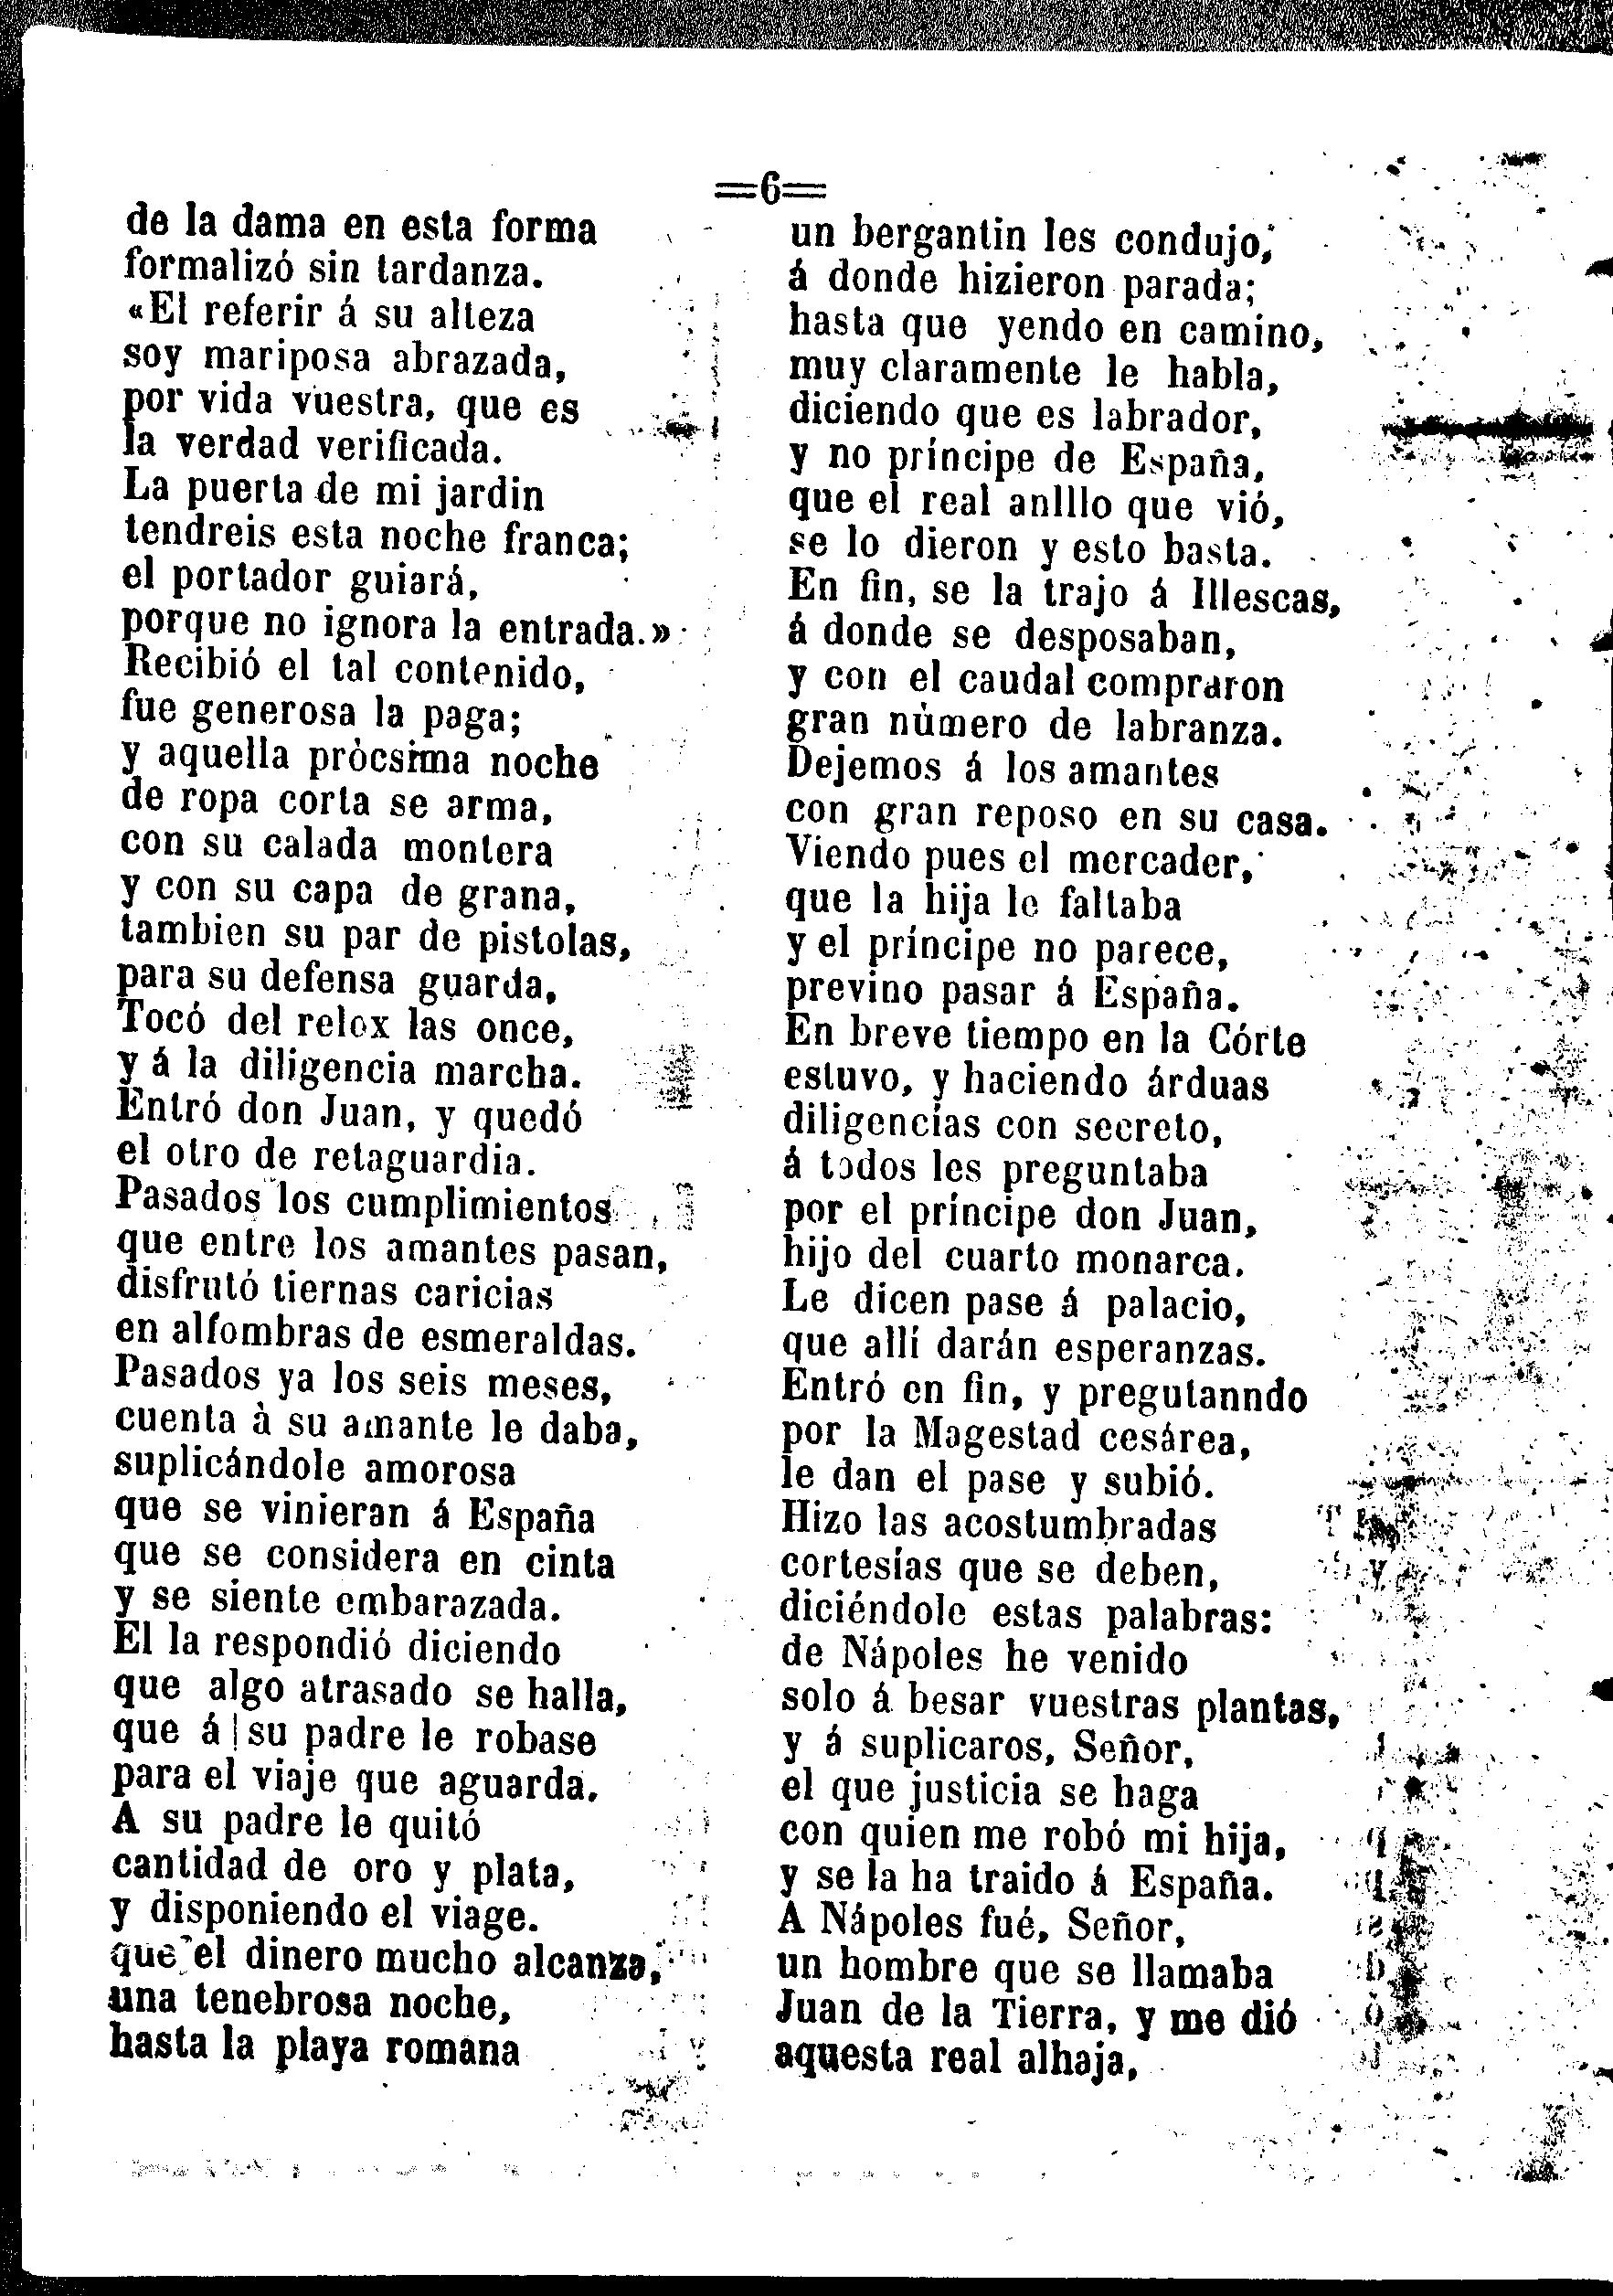 =6=
de la dama en esta forma
formalizó sin tardanza.
«El referir á su alteza
soy mariposa abrazada,
por vida vuestra, que es
la verdad verificada.
La puerta de mi jardin
tendreis esta noche franca;
el portador guiará,
porque no ignora la entrada.»
Recibió el tal contenido,
fue generosa la paga;
y aquella pròcsima noche
de ropa corta se arma,
con su calada montera
y con su capa de grana,
tambien su par de pistolas,
para su defensa guarda,
Tocó del relox las once,
y á la diligencia marcha.
Entró don Juan, y quedó
el otro de retaguardia.
Pasados los cumplimientos
que entre los amantes pasan,
disfrutó tiernas caricias
en alfombras de esmeraldas.
Pasados ya los seis meses,
cuenta à su amante le daba,
suplicándole amorosa
que se vinieran á España
que se considera en cinta
y se siente embarazada.
El la respondió diciendo
que algo atrasado se halla,
que á su padre le robase
para el viaje que aguarda.
A su padre le quitó
cantidad de oro y plata,
y disponiendo el viage.
que el dinero mucho alcanza,
una tenebrosa noche,
hasta la playa romana
un bergantin les condujo,
á donde hizieron parada;
hasta que yendo en camino,
muy claramente le habla,
diciendo que es labrador,
y no príncipe de España,
que el real anlllo que vió,
se lo dieron y esto basta.
En fin, se la trajo á Illescas,
á donde se desposaban,
y con el caudal compraron
gran nùmero de labranza.
Dejemos á los amantes
con gran reposo en su casa.
Viendo pues el mercader,
que la hija le faltaba
y el príncipe no parece,
previno pasar á España.
En breve tiempo en la Córte
estuvo, y haciendo árduas
diligencías con secreto,
á todos les preguntaba
por el príncipe don Juan,
hijo del cuarto monarca.
Le dicen pase á palacio,
que allí darán esperanzas.
Entró en fin, y pregutanndo
por la Magestad cesárea,
le dan el pase y subió.
Hizo las acostumbradas
cortesías que se deben,
diciéndole estas palabras:
de Nápoles he venido
solo á besar vuestras plantas,
y á suplicaros, Señor,
el que justicia se haga
con quien me robó mi hija,
y se la ha traido á España.
A Nápoles fué, Señor,
un hombre que se llamaba
Juan de la Tierra, y me dió
aquesta real alhaja,